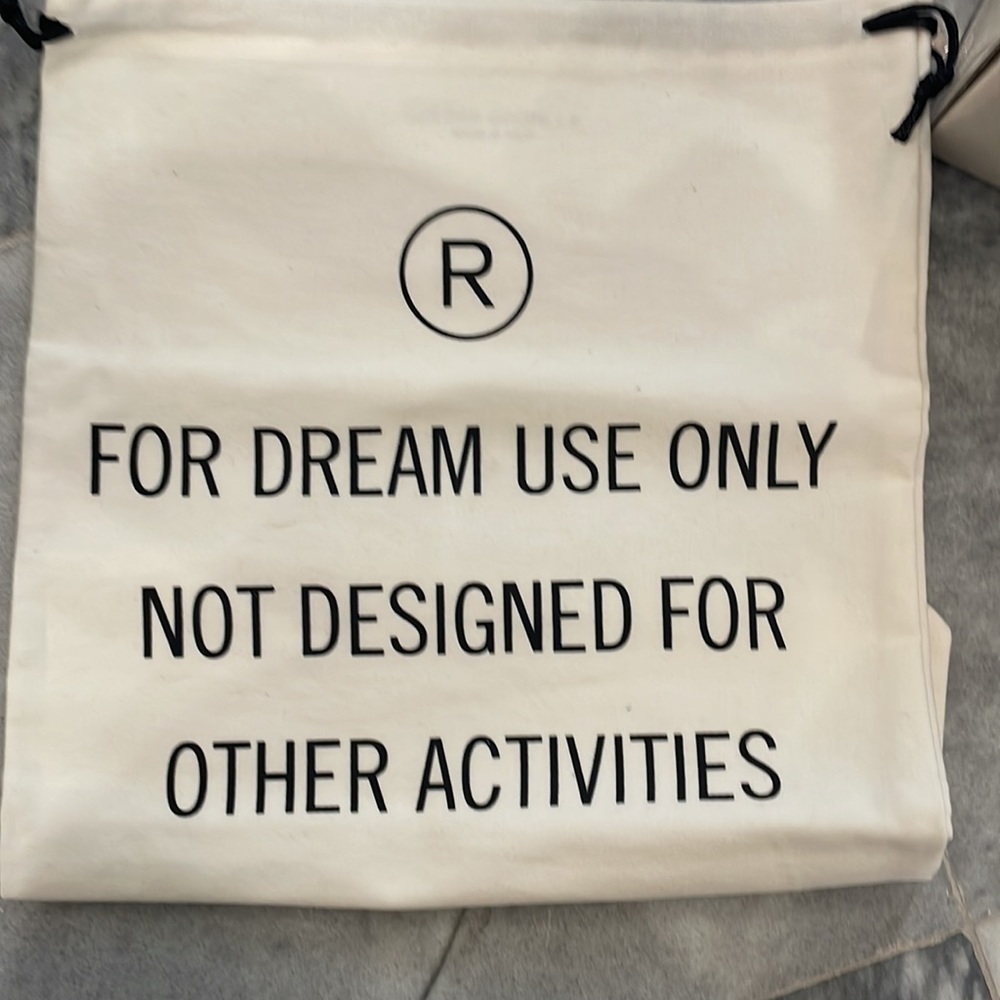 R
FOR DREAM USE ONLY
NOT DESIGNED FOR
OTHER ACTIVITIES